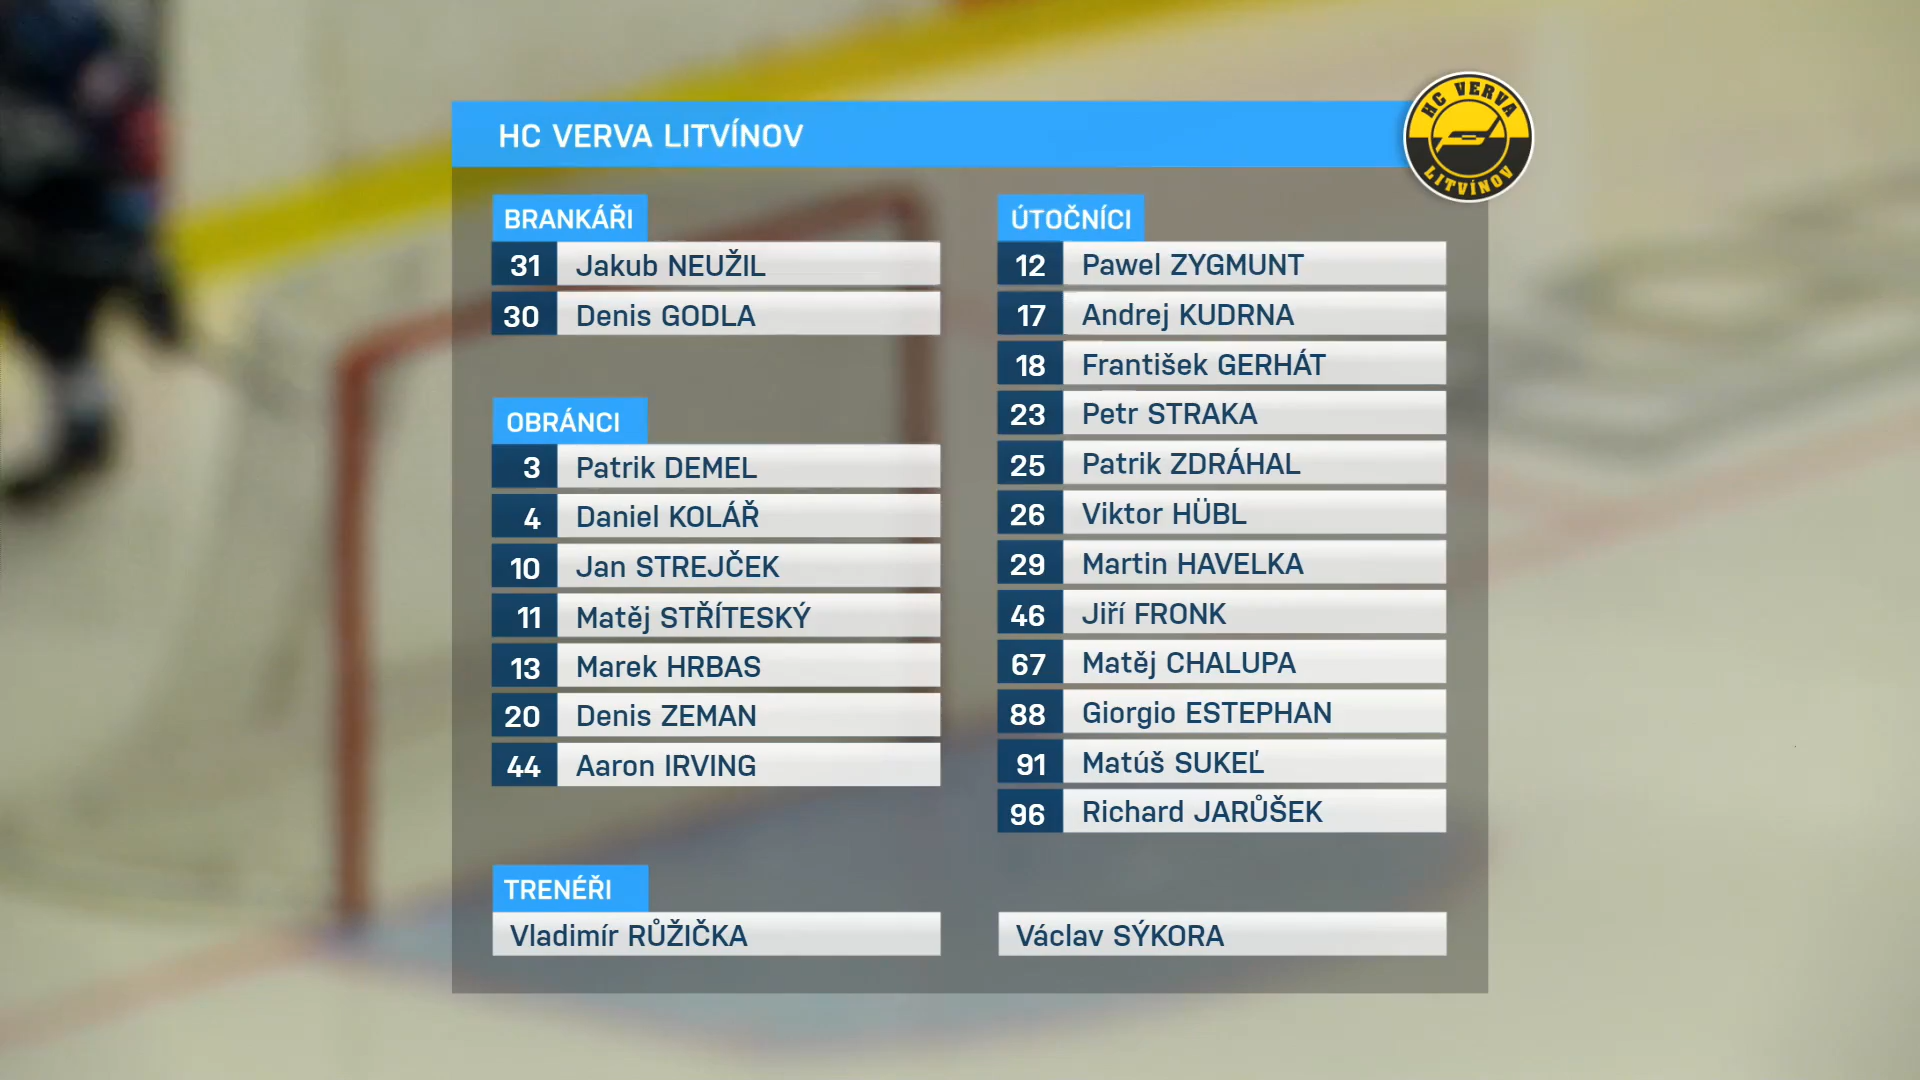 HC VERVA LITVÍNOV
HC VERVA
LITVÍNOV
BRANKÁŘI
31 Jakub NEUŽIL
30 Denis GODLA
OBRÁNCI
3 Patrik DEMEL
4 Daniel KOLÁŘ
10 Jan STREJČEK
11 Matěj STŘÍTESKÝ
13 Marek HRBAS
20 Denis ZEMAN
44 Aaron IRVING
ÚTOČNÍCI
12 Pawel ZYGMUNT
17 Andrej KUDRNA
18 František GERHÁT
23 Petr STRAKA
25 Patrik ZDRÁHAL
26 Viktor HÜBL
29 Martin HAVELKA
46 Jiří FRONK
67 Matěj CHALUPA
88 Giorgio ESTEPHAN
91 Matúš SUKEĽ
96 Richard JARŮŠEK
TRENÉŘI
Vladimír RŮŽIČKA
Václav SÝKORA